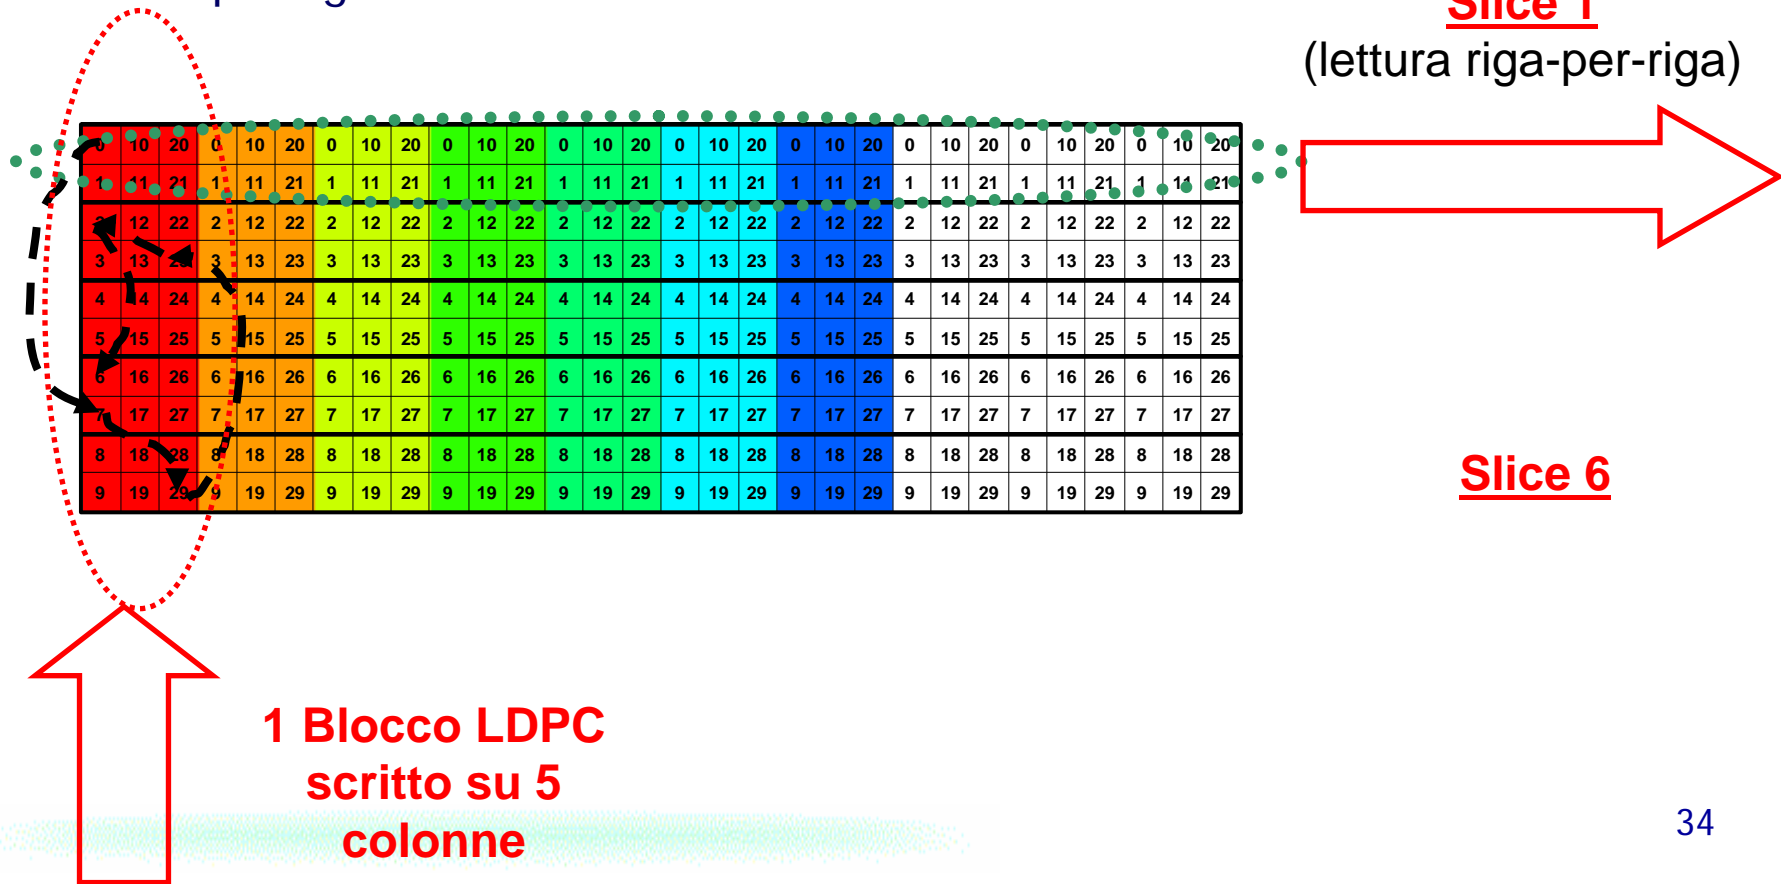 Slice 1
(lettura riga-per-riga)
0 10 20 0 10 20 0 10 20 0 10 20 0 10 20 0 10 20 0 10 20 0 10 20 0 10 20 0 10 20
1 11 21 1 11 21 1 11 21 1 11 21 1 11 21 1 11 21 1 11 21 1 11 21 1 11 21 1 11 21
12 22 2 12 22 2 12 22 2 12 22 2 12 22 2 12 22 2 12 22 2 12 22 2 12 22 2 12 22
3 13 23 3 13 23 3 13 23 3 13 23 3 13 23 3 13 23 3 13 23 3 13 23 3 13 23 3 13 23
4 14 24 4 14 24 4 14 24 4 14 24 4 14 24 4 14 24 4 14 24 4 14 24 4 14 24 4 14 24
5 15 25 5 15 25 5 15 25 5 15 25 5 15 25 5 15 25 5 15 25 5 15 25 5 15 25 5 15 25
6 16 26 6 16 26 6 16 26 6 16 26 6 16 26 6 16 26 6 16 26 6 16 26 6 16 26 6 16 26
7 17 27 7 17 27 7 17 27 7 17 27 7 17 27 7 17 27 7 17 27 7 17 27 7 17 27 7 17 27
8 18 28 8 18 28 8 18 28 8 18 28 8 18 28 8 18 28 8 18 28 8 18 28 8 18 28 8 18 28
9 19 29 9 19 29 9 19 29 9 19 29 9 19 29 9 19 29 9 19 29 9 19 29 9 19 29 9 19 29
Slice 6
1 Blocco LDPC
scritto su 5
colonne
34